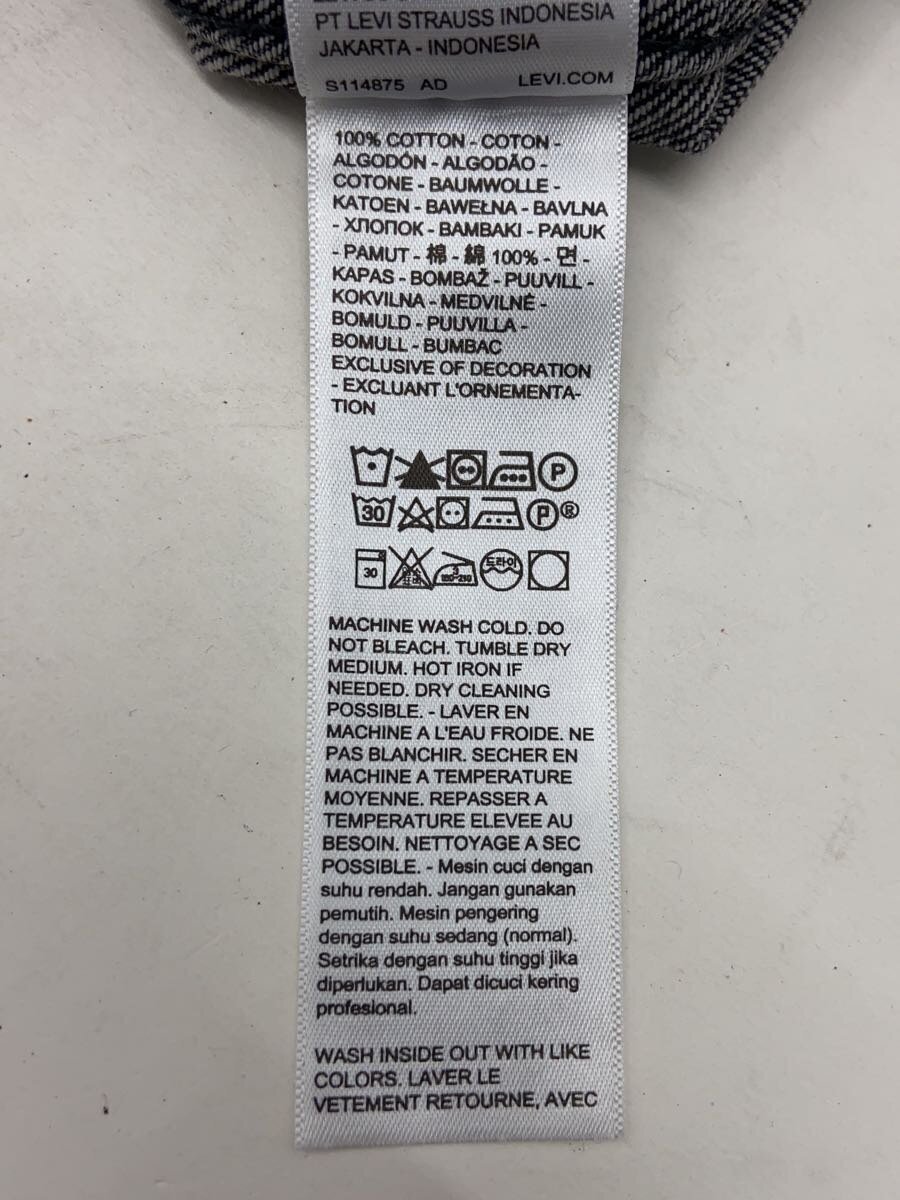 PT LEVI STRAUSS INDONESIA
JAKARTA - INDONESIA
S114875 AD LEVI.COM
100% COTTON - COTON -
ALGODÓN - ALGODÃO -
COTONE - BAUMWOLLE -
KATOEN - BAWEŁNA - BAVLNA
- ХЛОПОК - BAMBAKI - PAMUK
- PAMUT - 棉 - 綿 100% - 면 -
KAPAS - BOMBAŽ - PUUVILL -
KOKVILNA - MEDVILNĖ -
BOMULD - PUUVILLA -
BOMULL - BUMBAC
EXCLUSIVE OF DECORATION
- EXCLUANT L'ORNEMENTA-
TION
P
30 P®
30 3 드라이
MACHINE WASH COLD. DO
NOT BLEACH. TUMBLE DRY
MEDIUM. HOT IRON IF
NEEDED. DRY CLEANING
POSSIBLE. - LAVER EN
MACHINE A L'EAU FROIDE. NE
PAS BLANCHIR. SECHER EN
MACHINE A TEMPERATURE
MOYENNE. REPASSER A
TEMPERATURE ELEVEE AU
BESOIN. NETTOYAGE A SEC
POSSIBLE. - Mesin cuci dengan
suhu rendah. Jangan gunakan
pemutih. Mesin pengering
dengan suhu sedang (normal).
Setrika dengan suhu tinggi jika
diperlukan. Dapat dicuci kering
profesional.
WASH INSIDE OUT WITH LIKE
COLORS. LAVER LE
VETEMENT RETOURNE, AVEC